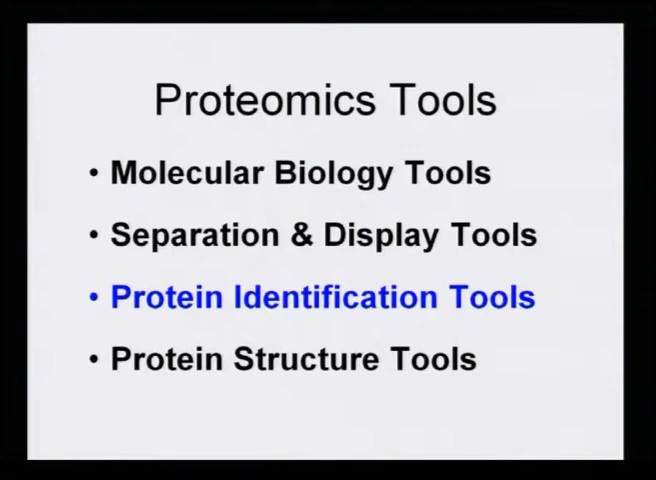 Proteomics Tools
• Molecular Biology Tools
• Separation & Display Tools
• Protein Identification Tools
• Protein Structure Tools